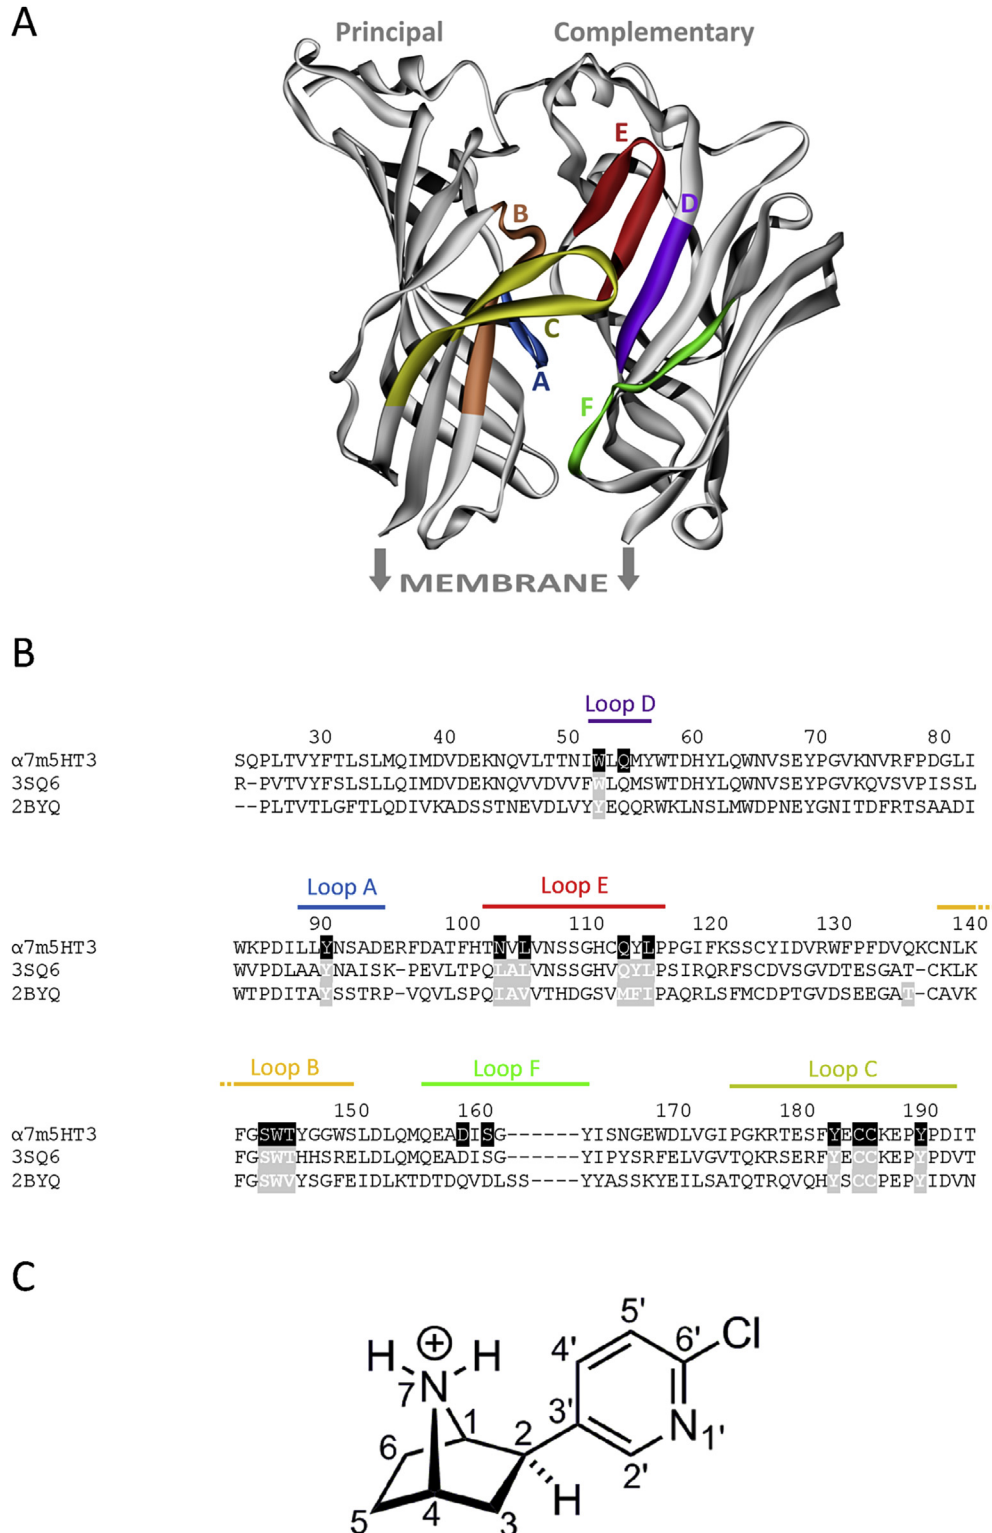 A
Principal Complementary
E
D
B
C
A
F
MEMBRANE
B
Loop D
30 40 50 60 70 80
α7m5HT3 SQPLTVYFTLSLMQIMDVDEKNQVLTTNIWLQMYWTDHYLQWNVSEYPGVKNVRFPDGLI
3SQ6 R-PVTVYFSLSLLQIMDVDEKNQVVDVVFWLQMSWTDHYLQWNVSEYPGVKQVSVPISSL
2BYQ --PLTVTLGFTLQDIVKADSSTNEVDLVYYEQQRWKLNSLMWDPNEYGNITDFRTSAADI
Loop A Loop E
90 100 110 120 130 140
α7m5HT3 WKPDILLYNSADERFDATFHTNVLVNSSGHCQYLPPGIFKSSCYIDVRWFPFDVQKCNLK
3SQ6 WVPDLAAYNAISK-PEVLTPQLALVNSSGHVQYLPSIRQRFSCDVSGVDTESGAT-CKLK
2BYQ WTPDITAYSSTRP-VQVLSPQIAVVTHDGSVMFIPAQRLSFMCDPTGVDSEEGAT-CAVK
Loop B Loop F Loop C
150 160 170 180 190
α7m5HT3 FGSWTYGGWSLDLQMQEADISG------YISNGEWDLVGIPGKRTESFYECCKEPYPDIT
3SQ6 FGSWTHHSRELDLQMQEADISG------YIPYSRFELVGVTQKRSERFYECCKEPYPDVT
2BYQ FGSWVYSGFEIDLKTDTDQVDLSS-----YYASSKYEILSATQTRQVQHYSCCPEPYIDVN
C
H + H 5' Cl
4' 6'
7 N
1 2 3' N 1'
6 2'
H
5 4 3